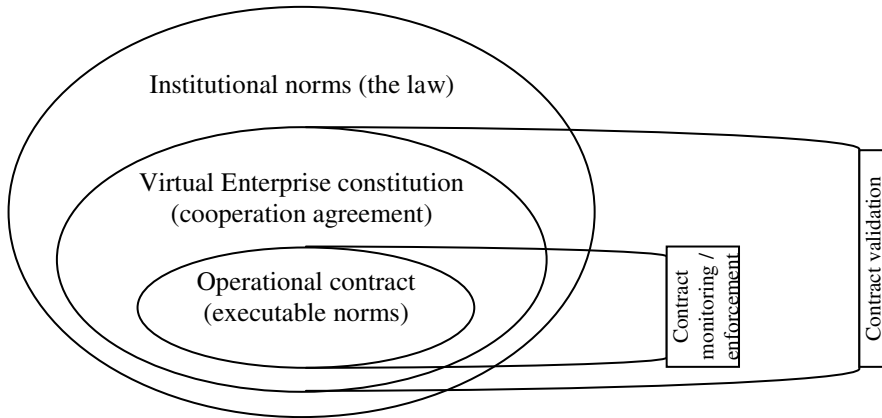 Institutional norms (the law)
Virtual Enterprise constitution
(cooperation agreement)
Operational contract
(executable norms)
Contract
monitoring /
enforcement
Contract validation